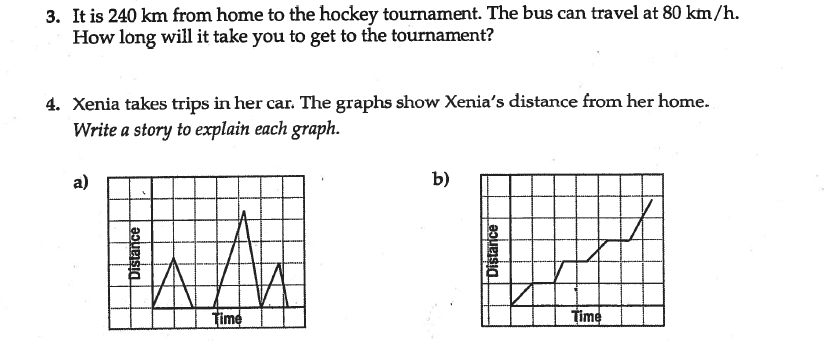 3. It is 240 km from home to the hockey tournament. The bus can travel at 80 km/h.
How long will it take you to get to the tournament?
4. Xenia takes trips in her car. The graphs show Xenia's distance from her home.
Write a story to explain each graph.
a)
Distance
Time
b)
Distance
Time